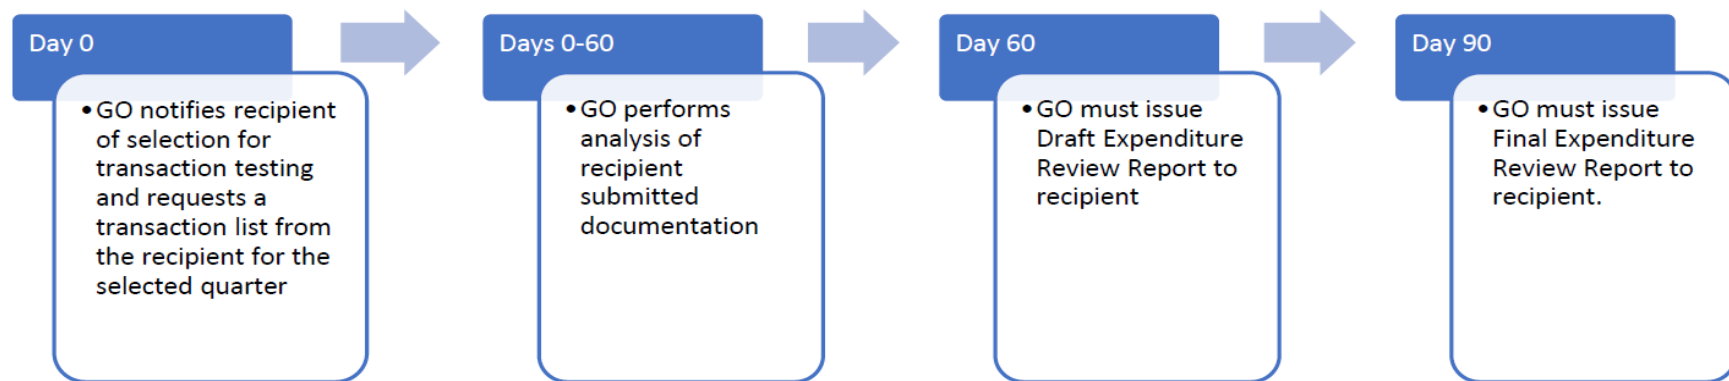 Day 0
• GO notifies recipient
of selection for
transaction testing
and requests a
transaction list from
the recipient for the
selected quarter
Days 0-60
• GO performs
analysis of
recipient
submitted
documentation
Day 60
• GO must issue
Draft Expenditure
Review Report to
recipient
Day 90
• GO must issue
Final Expenditure
Review Report to
recipient.